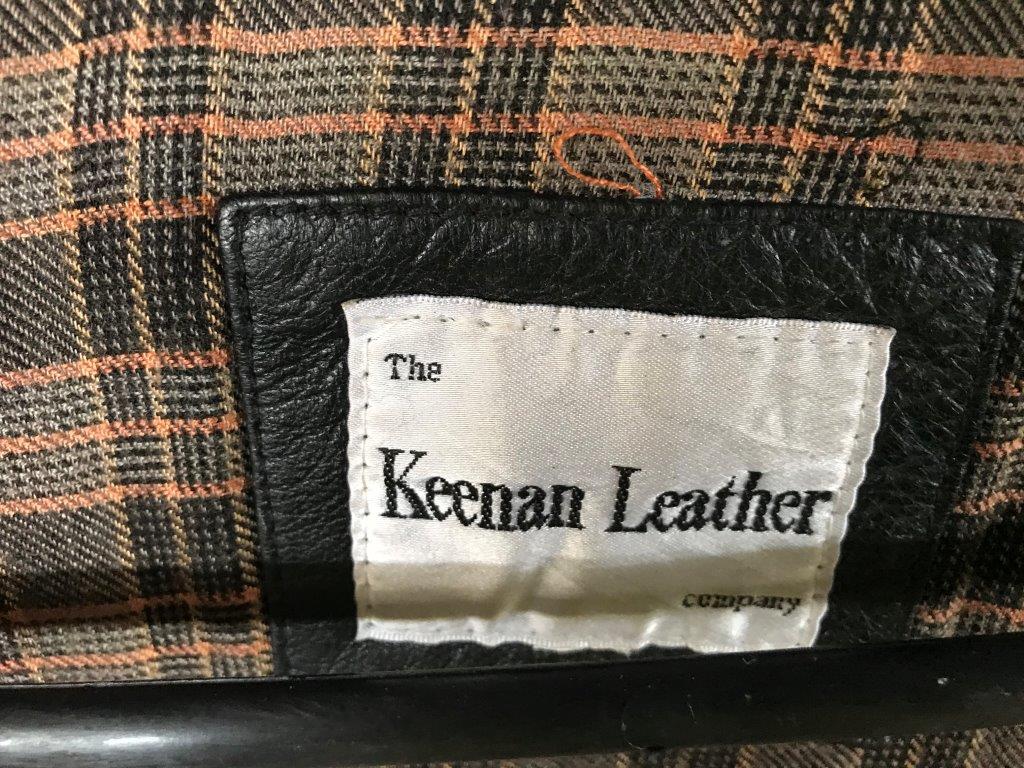 The
Keenan Leather
company